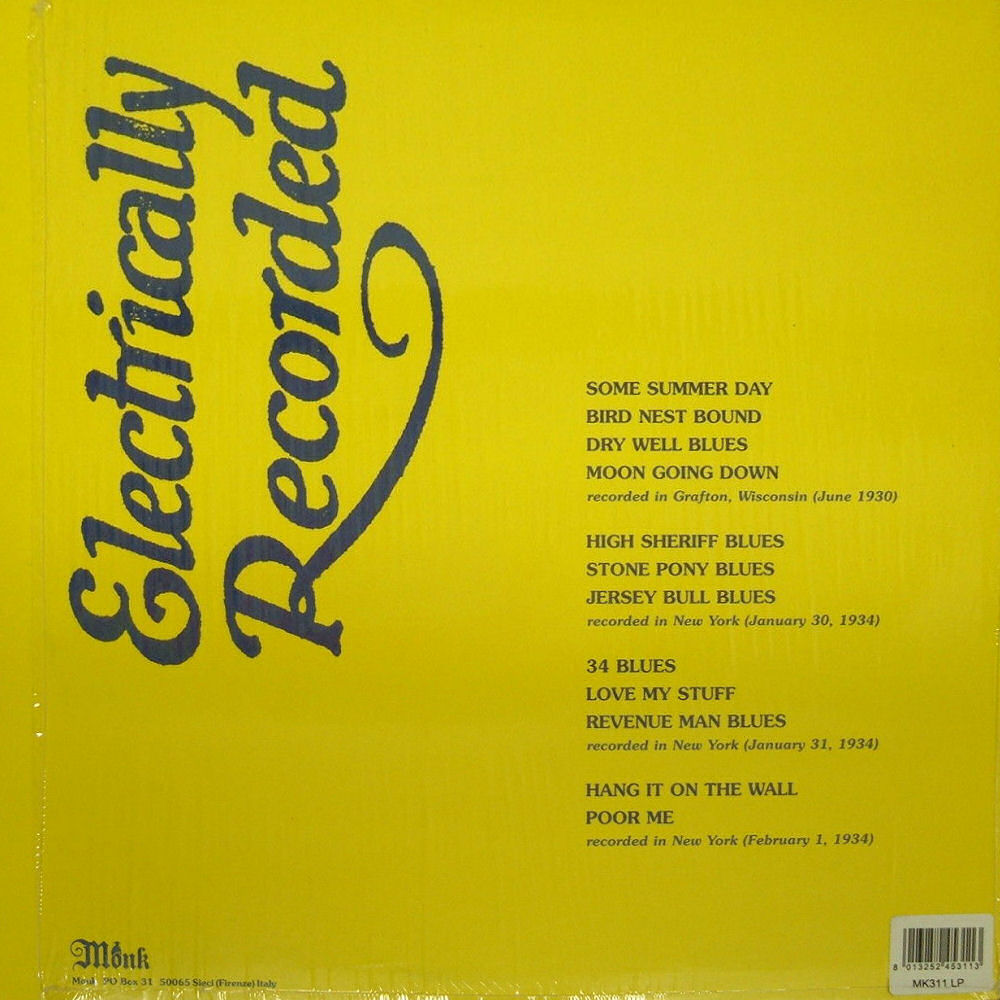 Electrically
Recorded
SOME SUMMER DAY
BIRD NEST BOUND
DRY WELL BLUES
MOON GOING DOWN
recorded in Grafton, Wisconsin (June 1930)
HIGH SHERIFF BLUES
STONE PONY BLUES
JERSEY BULL BLUES
recorded in New York (January 30, 1934)
34 BLUES
LOVE MY STUFF
REVENUE MAN BLUES
recorded in New York (January 31, 1934)
HANG IT ON THE WALL
POOR ME
recorded in New York (February 1, 1934)
Monk
Monk PO Box 31 50065 Sieci (Firenze) Italy
8 013252 453113
MK311 LP